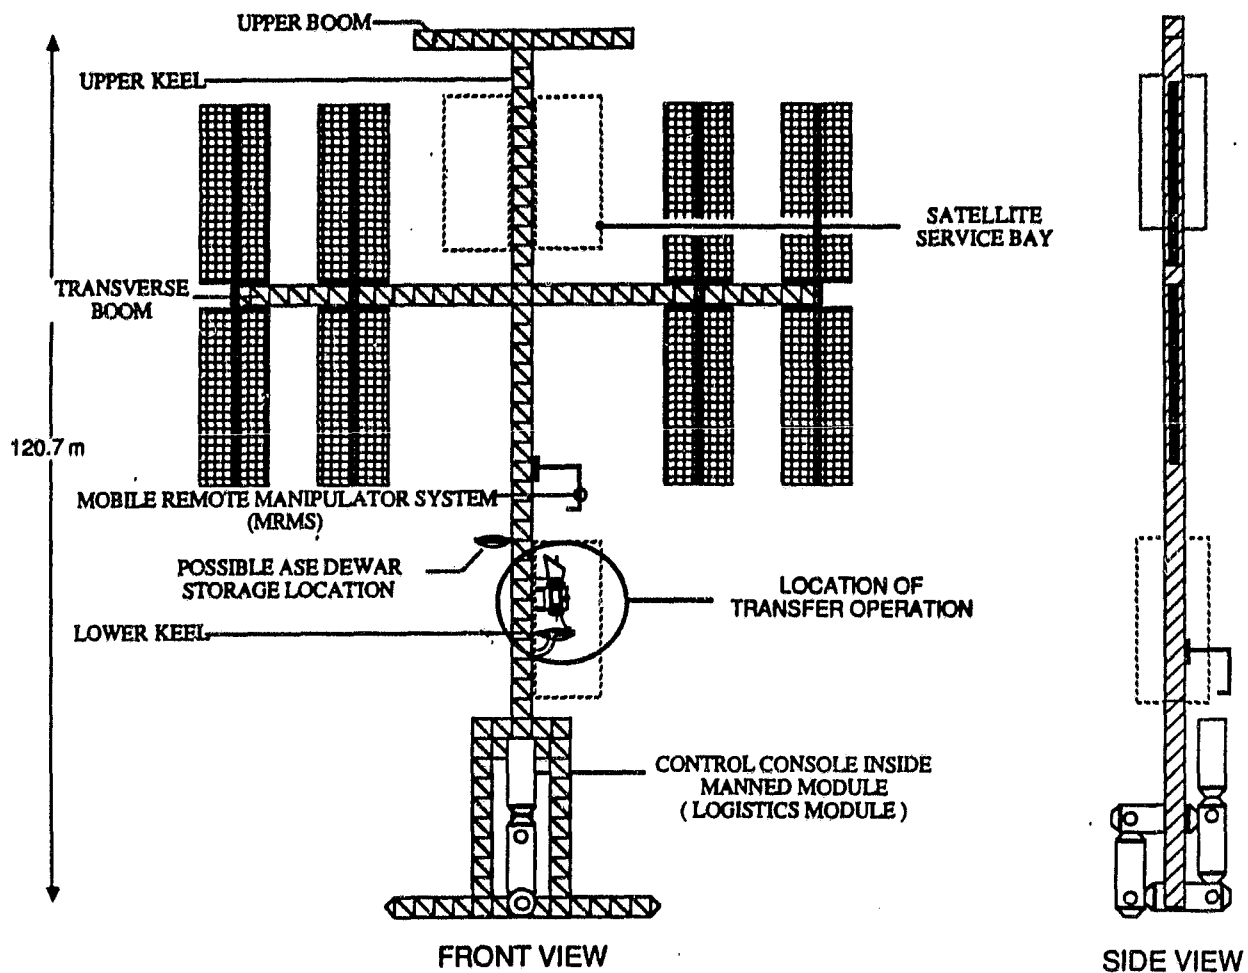 UPPER BOOM
UPPER KEEL
SATELLITE
SERVICE BAY
TRANSVERSE
BOOM
120.7 m
MOBILE REMOTE MANIPULATOR SYSTEM
(MRMS)
POSSIBLE ASE DEWAR
STORAGE LOCATION
LOCATION OF
TRANSFER OPERATION
LOWER KEEL
CONTROL CONSOLE INSIDE
MANNED MODULE
( LOGISTICS MODULE )
FRONT VIEW
SIDE VIEW